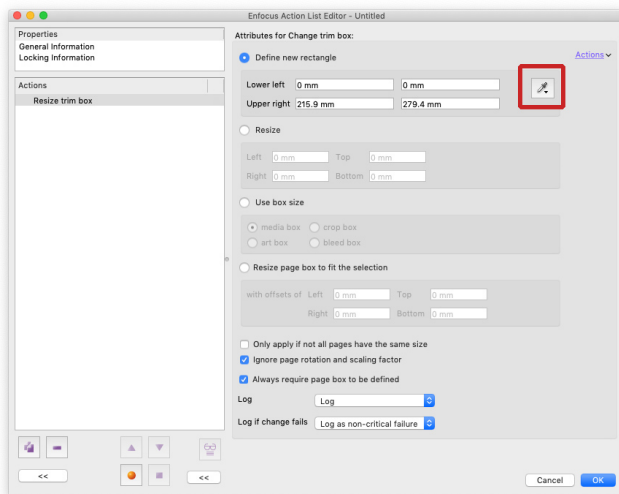 Enfocus Action List Editor - Untitled
Properties
General Information
Locking Information
Actions
Resize trim box
<<
<<
Attributes for Change trim box:
Actions
Define new rectangle
Lower left 0 mm 0 mm
Upper right 215.9 mm 279.4 mm
Resize
Left 0 mm Top 0 mm
Right 0 mm Bottom 0 mm
Use box size
media box crop box
art box bleed box
Resize page box to fit the selection
with offsets of Left 0 mm Top 0 mm
Right 0 mm Bottom 0 mm
Only apply if not all pages have the same size
Ignore page rotation and scaling factor
Always require page box to be defined
Log Log
Log if change fails Log as non-critical failure
Cancel OK